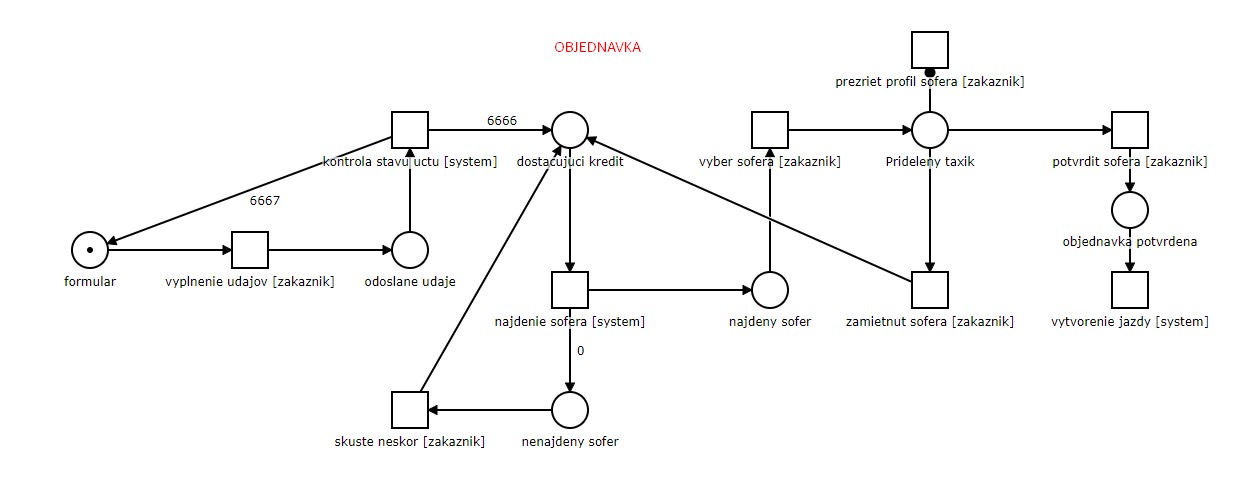 OBJEDNAVKA
prezriet profil sofera [zakaznik]
6666
kontrola stavu uctu [system]
dostacujuci kredit
vyber sofera [zakaznik]
Prideleny taxik
potvrdit sofera [zakaznik]
6667
objednavka potvrdena
formular
vyplnenie udajov [zakaznik]
odoslane udaje
najdenie sofera [system]
najdeny sofer
zamietnut sofera [zakaznik]
vytvorenie jazdy [system]
0
skuste neskor [zakaznik]
nenajdeny sofer